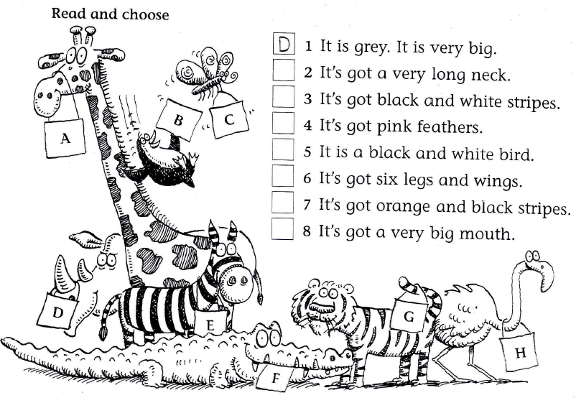 Read and choose
D 1 It is grey. It is very big.
2 It's got a very long neck.
3 It's got black and white stripes.
4 It's got pink feathers.
5 It is a black and white bird.
6 It's got six legs and wings.
7 It's got orange and black stripes.
8 It's got a very big mouth.
A
B
C
D
E
G
H
F